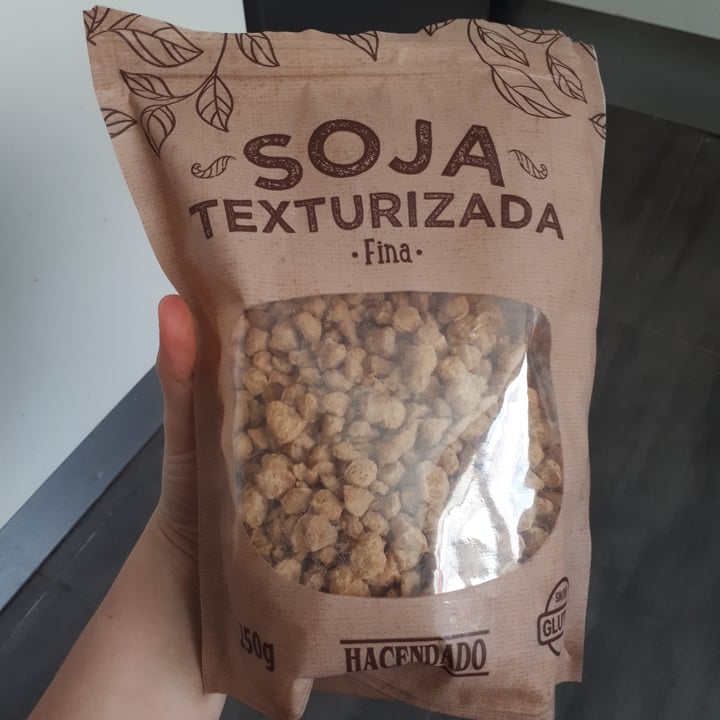 SOJA
TEXTURIZADA
·Fina·
HACENDADO